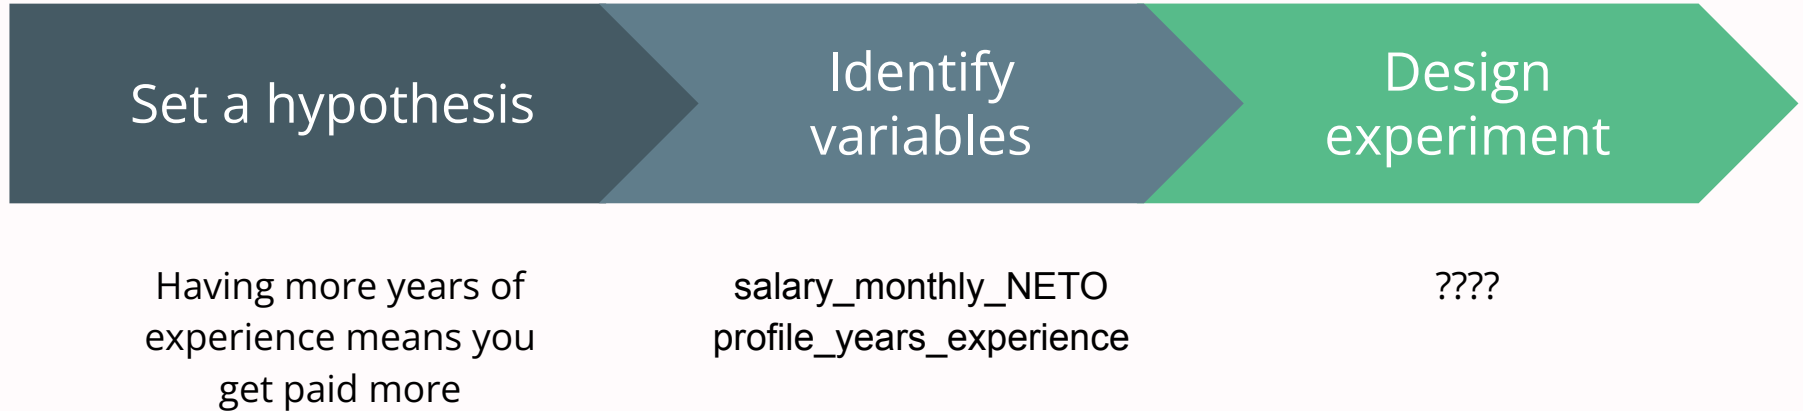 Set a hypothesis
Identify
variables
Design
experiment
Having more years of
experience means you
get paid more
salary_monthly_NETO
profile_years_experience
????